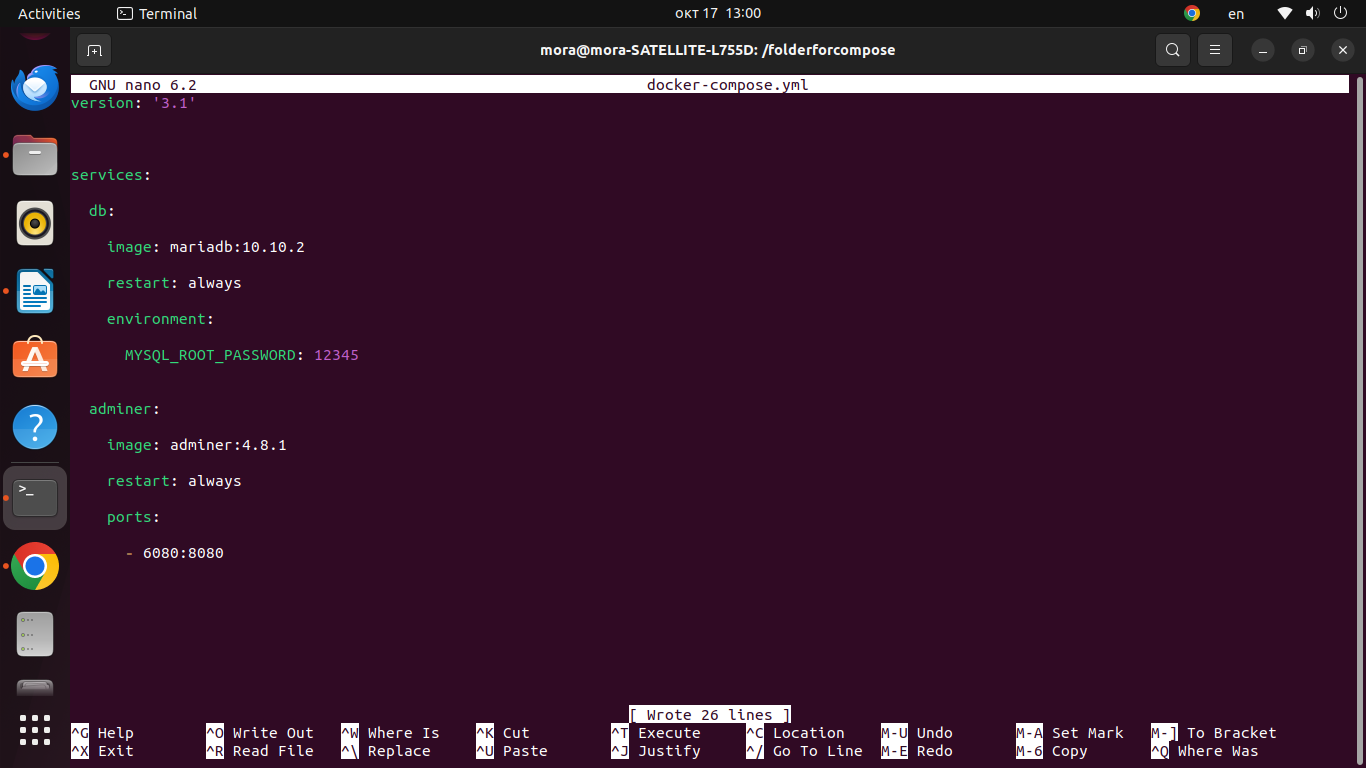 Activities Terminal окт 17 13:00 en
mora@mora-SATELLITE-L755D: /folderforcompose
GNU nano 6.2 docker-compose.yml
version: '3.1'
services:
  db:
    image: mariadb:10.10.2
    restart: always
    environment:
      MYSQL_ROOT_PASSWORD: 12345
  adminer:
    image: adminer:4.8.1
    restart: always
    ports:
      - 6080:8080
[ Wrote 26 lines ]
^G Help ^O Write Out ^W Where Is ^K Cut ^T Execute ^C Location M-U Undo M-A Set Mark M-] To Bracket
^X Exit ^R Read File ^\ Replace ^U Paste ^J Justify ^/ Go To Line M-E Redo M-6 Copy ^Q Where Was